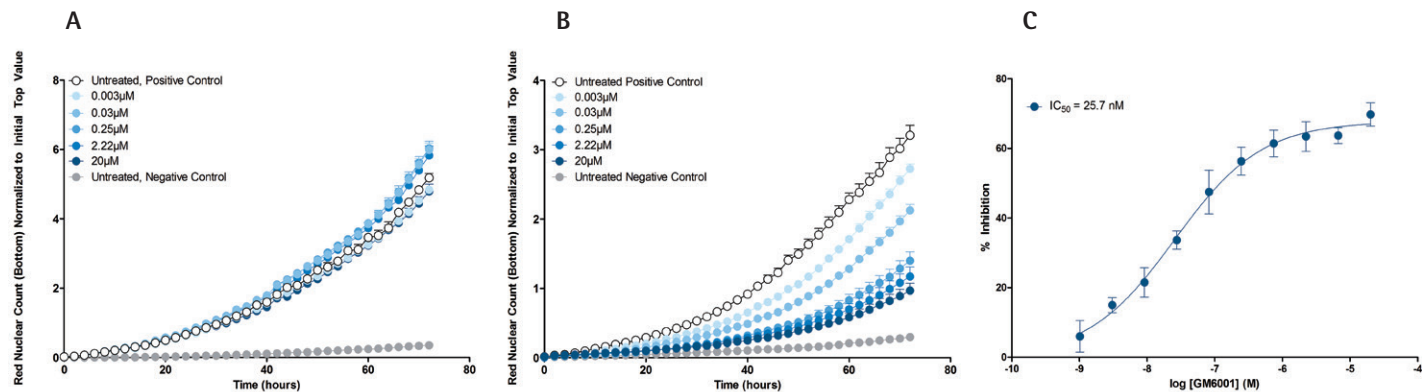 A
Red Nuclear Count (Bottom) Normalized to Initial Top Value
8
6
4
2
0
Untreated, Positive Control
0.003µM
0.03µM
0.25µM
2.22µM
20µM
Untreated, Negative Control
0 20 40 60 80
Time (hours)
B
Red Nuclear Count (Bottom) Normalized to Initial Top Value
4
3
2
1
0
Untreated Positive Control
0.003µM
0.03µM
0.25µM
2.22µM
20µM
Untreated Negative Control
0 20 40 60 80
Time (hours)
C
% Inhibition
80
60
40
20
0
IC50 = 25.7 nM
-10 -9 -8 -7 -6 -5 -4
log [GM6001] (M)